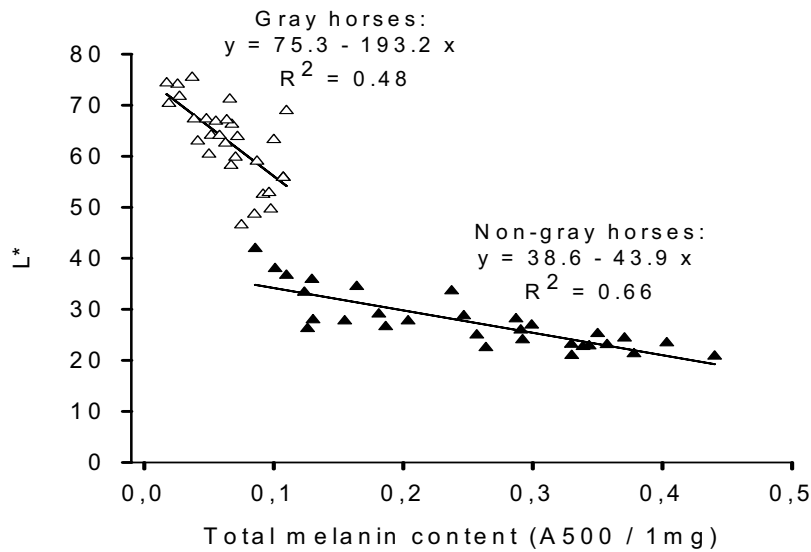 Gray horses:
y = 75.3 - 193.2 x
R² = 0.48
80
70
60
50
40
30
20
10
0
L*
Non-gray horses:
y = 38.6 - 43.9 x
R² = 0.66
0,0 0,1 0,2 0,3 0,4 0,5
Total melanin content (A500 / 1mg)